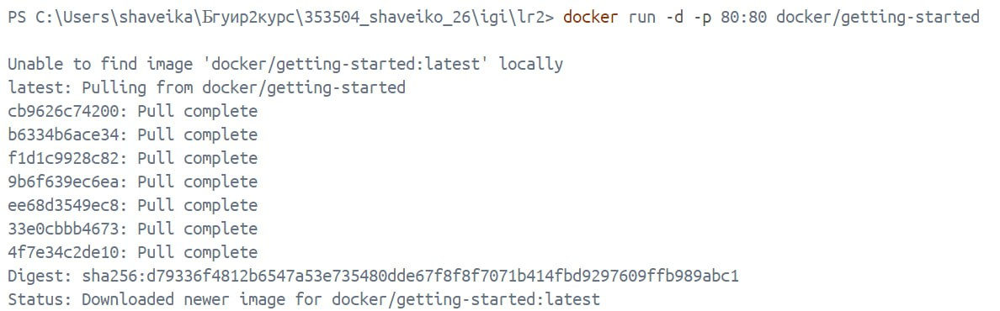 PS C:\Users\shaveika\Бгуир2курс\353504_shaveiko_26\igi\lr2> docker run -d -p 80:80 docker/getting-started
Unable to find image 'docker/getting-started:latest' locally
latest: Pulling from docker/getting-started
cb9626c74200: Pull complete
b6334b6ace34: Pull complete
f1d1c9928c82: Pull complete
9b6f639ec6ea: Pull complete
ee68d3549ec8: Pull complete
33e0cbbb4673: Pull complete
4f7e34c2de10: Pull complete
Digest: sha256:d79336f4812b6547a53e735480dde67f8f8f7071b414fbd9297609ffb989abc1
Status: Downloaded newer image for docker/getting-started:latest